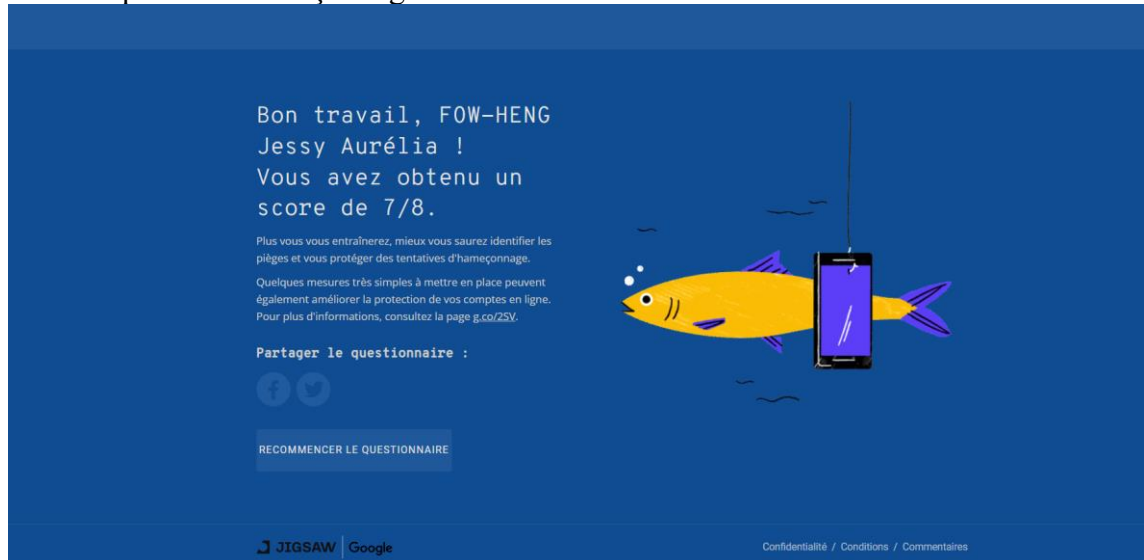 Bon travail, FOW-HENG
Jessy Aurélia !
Vous avez obtenu un
score de 7/8.
Plus vous vous entraînerez, mieux vous saurez identifier les
pièges et vous protéger des tentatives d'hameçonnage.
Quelques mesures très simples à mettre en place peuvent
également améliorer la protection de vos comptes en ligne.
Pour plus d'informations, consultez la page g.co/2SV.
Partager le questionnaire :
RECOMMENCER LE QUESTIONNAIRE
JIGSAW | Google
Confidentialité / Conditions / Commentaires